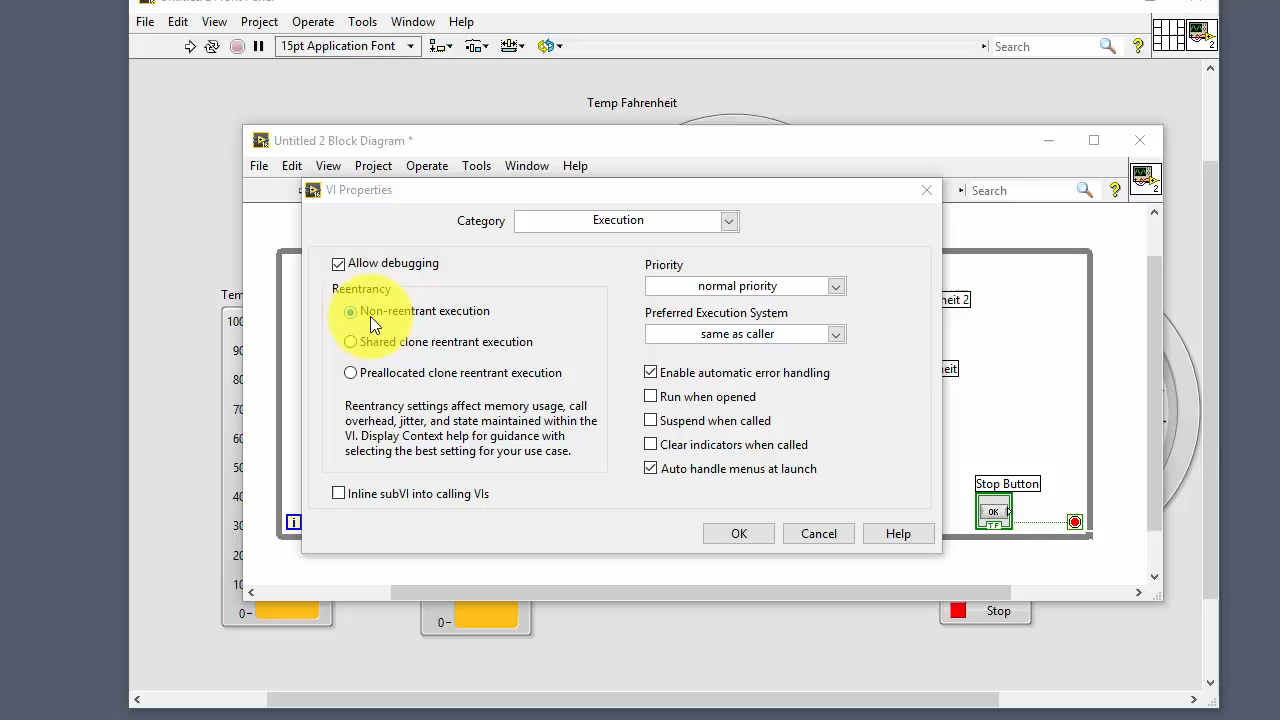 File Edit View Project Operate Tools Window Help
15pt Application Font Search ? 2
Temp Fahrenheit
Untitled 2 Block Diagram *
File Edit View Project Operate Tools Window Help
Search ? 2
VI Properties
Category Execution
Allow debugging
Reentrancy
Non-reentrant execution
Shared clone reentrant execution
Preallocated clone reentrant execution
Reentrancy settings affect memory usage, call
overhead, jitter, and state maintained within the
VI. Display Context help for guidance with
selecting the best setting for your use case.
Inline subVI into calling VIs
Priority
normal priority
Preferred Execution System
same as caller
Enable automatic error handling
Run when opened
Suspend when called
Clear indicators when called
Auto handle menus at launch
OK Cancel Help
Stop Button
OK
TF
i
10
90
80
70
60
50
40
30
20
10
0
0
Stop